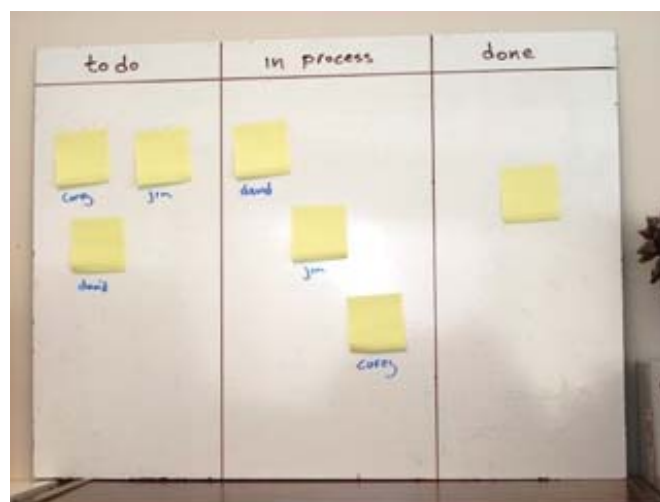 to do
in process
done
corey
jim
david
david
jim
corey